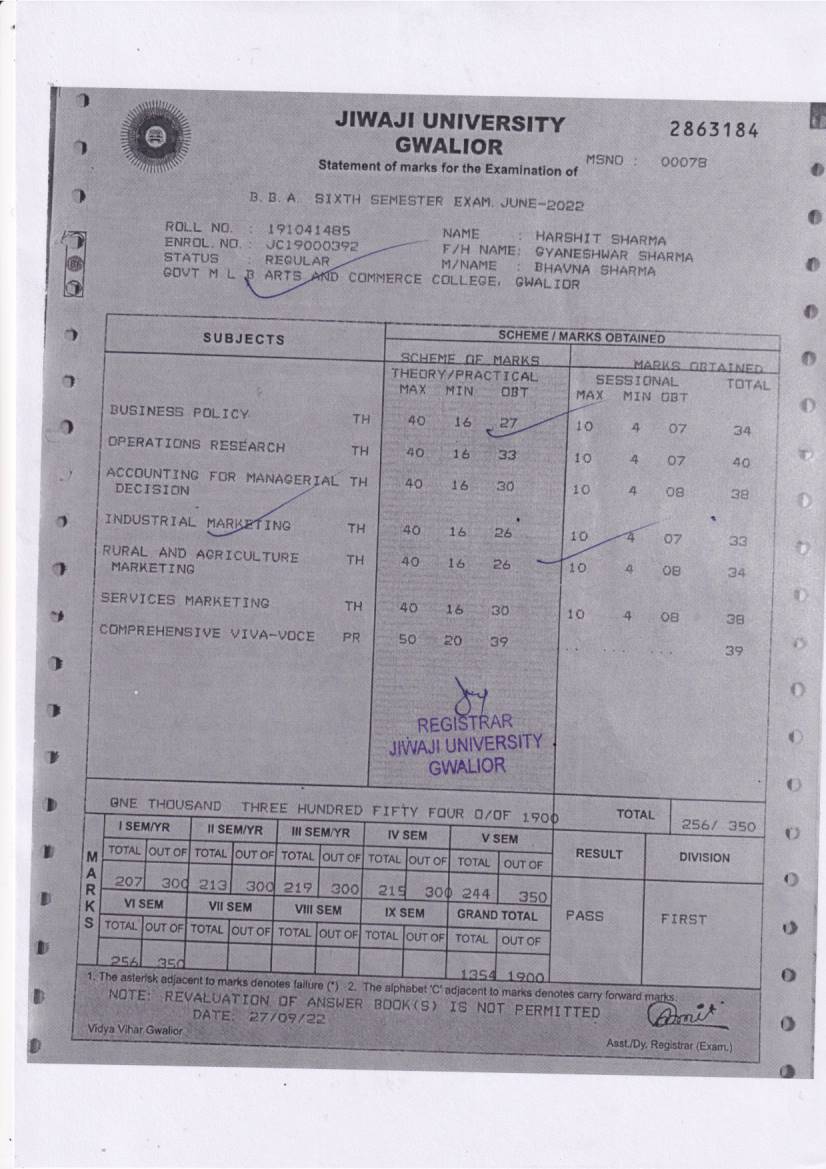 JIWAJI UNIVERSITY
GWALIOR
2863184
Statement of marks for the Examination of
MSNO : 00078
B.B.A. SIXTH SEMESTER EXAM. JUNE-2022
ROLL NO. : 191041485 NAME : HARSHIT SHARMA
ENROL. NO. : JC19000392 F/H NAME: GYANESHWAR SHARMA
STATUS : REGULAR M/NAME : BHAVNA SHARMA
GOVT M L B ARTS AND COMMERCE COLLEGE, GWALIOR
SUBJECTS SCHEME / MARKS OBTAINED
SCHEME OF MARKS MARKS OBTAINED
THEORY/PRACTICAL SESSIONAL TOTAL
MAX MIN OBT MAX MIN OBT
BUSINESS POLICY TH 40 16 27 10 4 07 34
OPERATIONS RESEARCH TH 40 16 33 10 4 07 40
ACCOUNTING FOR MANAGERIAL TH 40 16 30 10 4 08 38
DECISION
INDUSTRIAL MARKETING TH 40 16 26 10 4 07 33
RURAL AND AGRICULTURE TH 40 16 26 10 4 08 34
MARKETING
SERVICES MARKETING TH 40 16 30 10 4 08 38
COMPREHENSIVE VIVA-VOCE PR 50 20 39 ... ... ... 39
REGISTRAR
JIWAJI UNIVERSITY
GWALIOR
ONE THOUSAND THREE HUNDRED FIFTY FOUR O/OF 1900 TOTAL 256/ 350
MARKS
I SEM/YR II SEM/YR III SEM/YR IV SEM V SEM RESULT DIVISION
TOTAL OUT OF TOTAL OUT OF TOTAL OUT OF TOTAL OUT OF TOTAL OUT OF
207 300 213 300 219 300 215 300 244 350
VI SEM VII SEM VIII SEM IX SEM GRAND TOTAL PASS FIRST
TOTAL OUT OF TOTAL OUT OF TOTAL OUT OF TOTAL OUT OF TOTAL OUT OF
256 350 1354 1900
1. The asterisk adjacent to marks denotes failure (*) 2. The alphabet 'C' adjacent to marks denotes carry forward marks.
NOTE: REVALUATION OF ANSWER BOOK(S) IS NOT PERMITTED
DATE: 27/09/22
Vidya Vihar Gwalior
Asst./Dy. Registrar (Exam.)